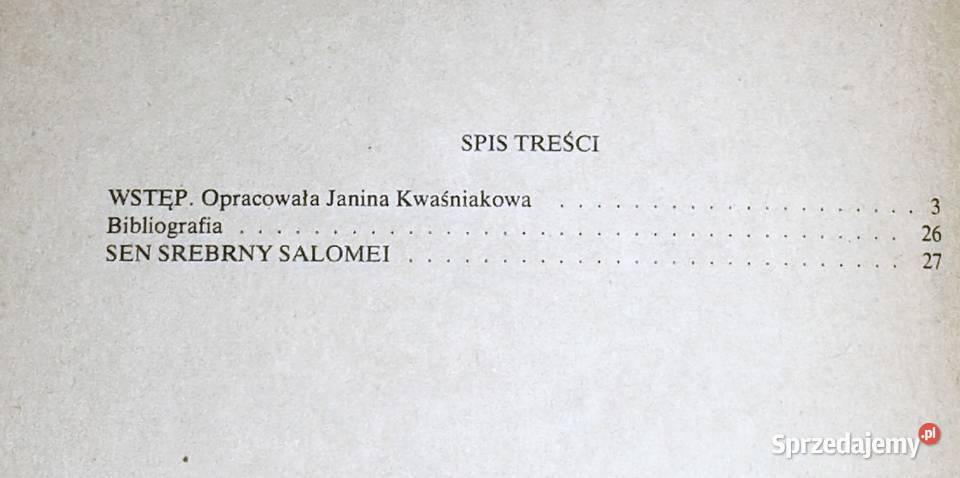 SPIS TREŚCI
WSTĘP. Opracowała Janina Kwaśniakowa . . . . . . . . . . . . . . . . . . . 3
Bibliografia . . . . . . . . . . . . . . . . . . . . . . . . . . . . . . . . . . 26
SEN SREBRNY SALOMEI . . . . . . . . . . . . . . . . . . . . . . . . . . 27
Sprzedajemy.pl